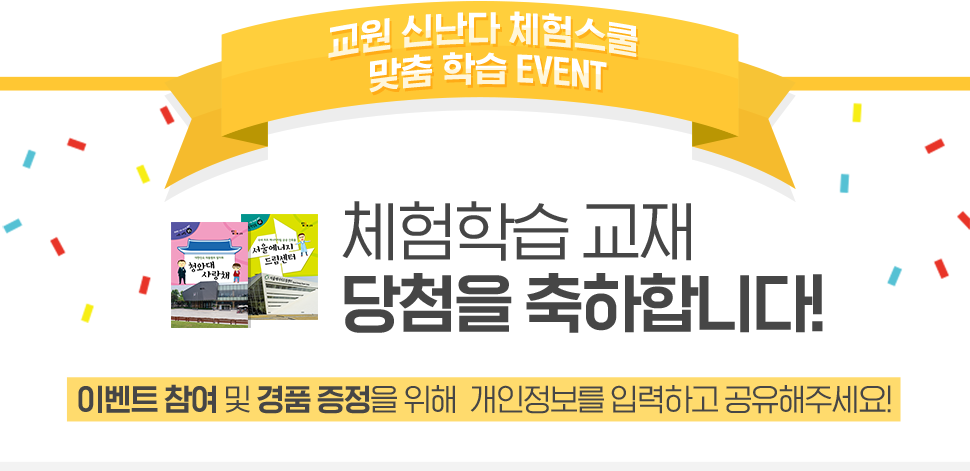 교원 신난다 체험스쿨
맞춤 학습 EVENT
체험학습 교재
당첨을 축하합니다!
청와대
사랑채
서울에너지
드림센터
이벤트 참여 및 경품 증정을 위해 개인정보를 입력하고 공유해주세요!